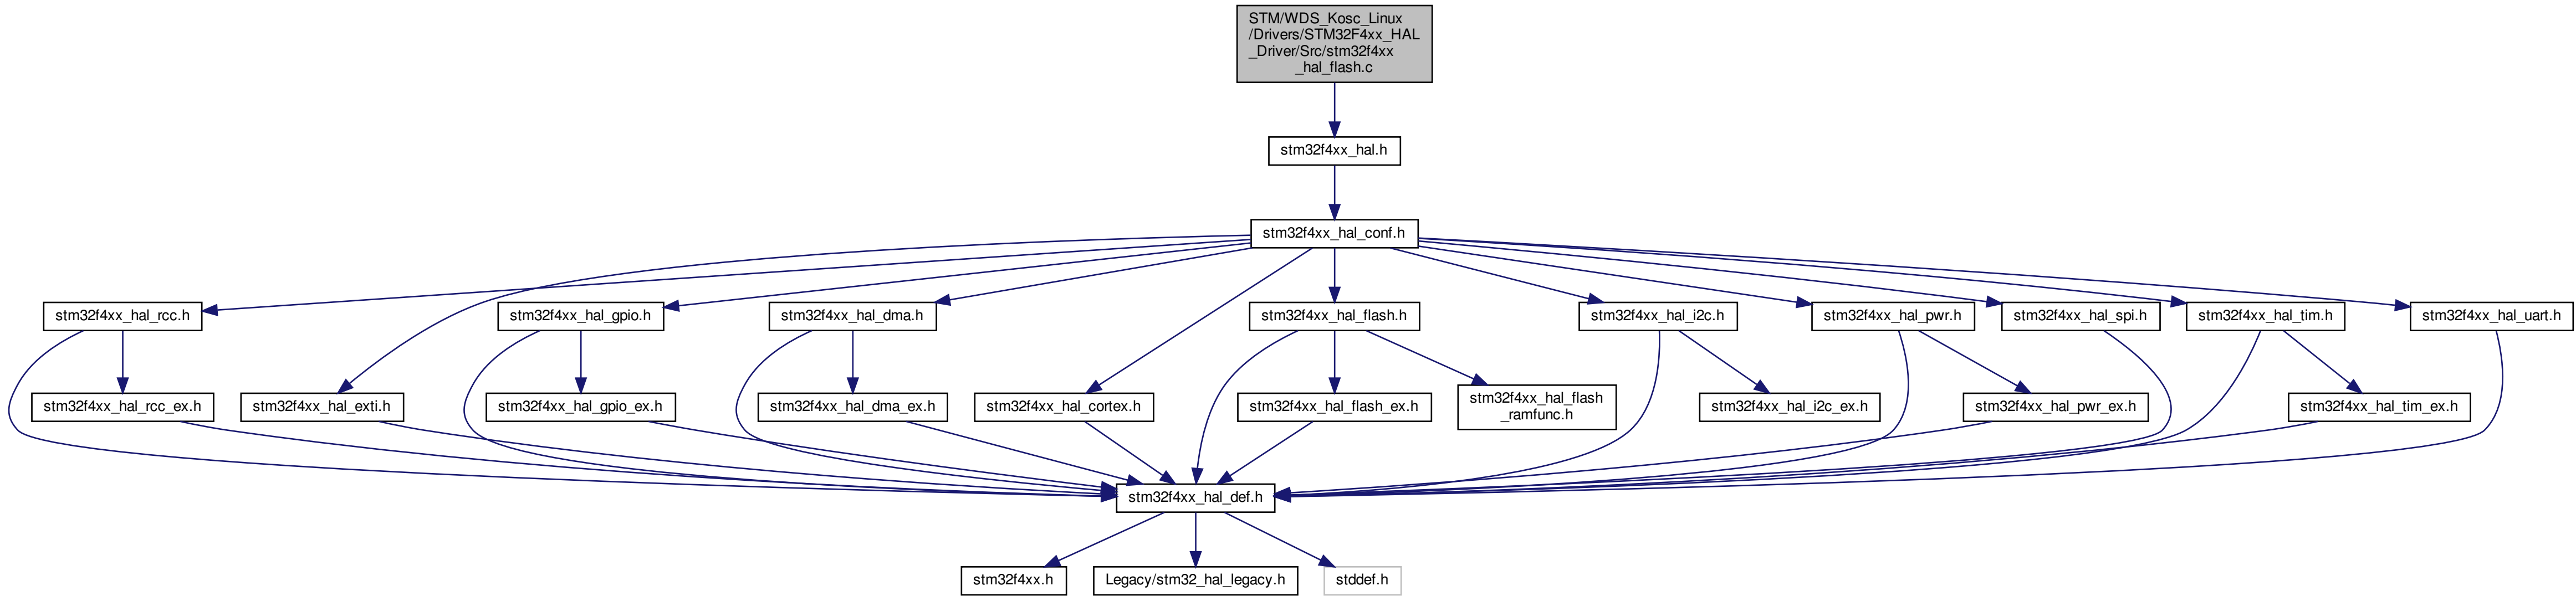 STM/WDS_Kosc_Linux
/Drivers/STM32F4xx_HAL
_Driver/Src/stm32f4xx
_hal_flash.c
stm32f4xx_hal.h
stm32f4xx_hal_conf.h
stm32f4xx_hal_rcc.h
stm32f4xx_hal_gpio.h
stm32f4xx_hal_dma.h
stm32f4xx_hal_flash.h
stm32f4xx_hal_i2c.h
stm32f4xx_hal_pwr.h
stm32f4xx_hal_spi.h
stm32f4xx_hal_tim.h
stm32f4xx_hal_uart.h
stm32f4xx_hal_rcc_ex.h
stm32f4xx_hal_exti.h
stm32f4xx_hal_gpio_ex.h
stm32f4xx_hal_dma_ex.h
stm32f4xx_hal_cortex.h
stm32f4xx_hal_flash_ex.h
stm32f4xx_hal_flash
_ramfunc.h
stm32f4xx_hal_i2c_ex.h
stm32f4xx_hal_pwr_ex.h
stm32f4xx_hal_tim_ex.h
stm32f4xx_hal_def.h
stm32f4xx.h
Legacy/stm32_hal_legacy.h
stddef.h